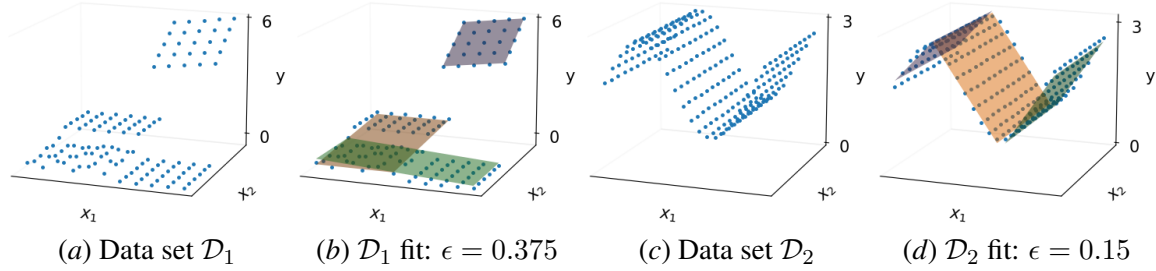 6
y
0
x₂
x₁
6
y
0
x₂
x₁
3
y
0
x₂
x₁
3
y
0
x₂
x₁
(a) Data set 𝒟₁
(b) 𝒟₁ fit: ϵ = 0.375
(c) Data set 𝒟₂
(d) 𝒟₂ fit: ϵ = 0.15